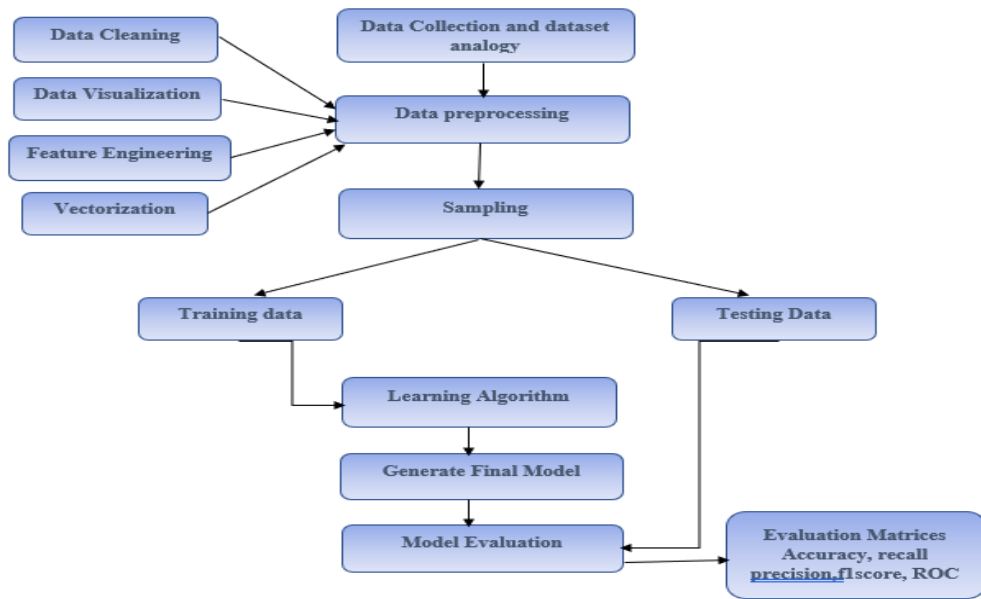 Data Cleaning
Data Collection and dataset
analogy
Data Visualization
Data preprocessing
Feature Engineering
Vectorization
Sampling
Training data
Testing Data
Learning Algorithm
Generate Final Model
Model Evaluation
Evaluation Matrices
Accuracy, recall
precision,f1score, ROC